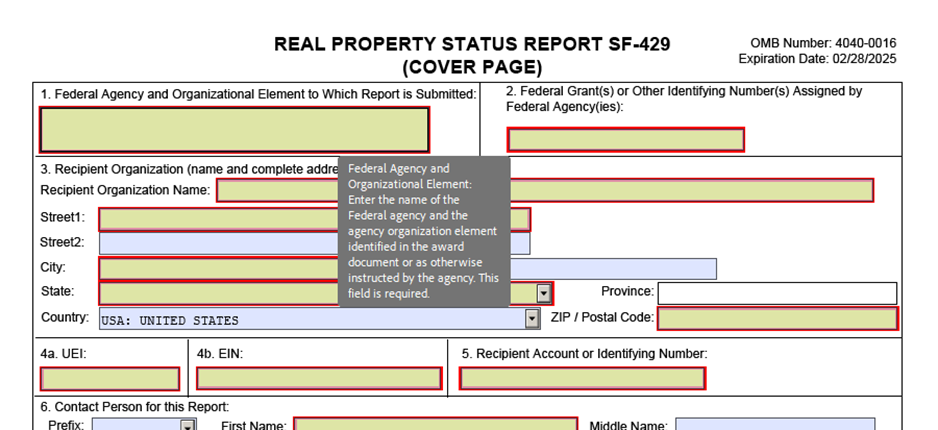 REAL PROPERTY STATUS REPORT SF-429
(COVER PAGE)
OMB Number: 4040-0016
Expiration Date: 02/28/2025
1. Federal Agency and Organizational Element to Which Report is Submitted:
2. Federal Grant(s) or Other Identifying Number(s) Assigned by
Federal Agency(ies):
3. Recipient Organization (name and complete addre
Recipient Organization Name:
Federal Agency and
Organizational Element:
Enter the name of the
Federal agency and the
agency organization element
identified in the award
document or as otherwise
instructed by the agency. This
field is required.
Street1:
Street2:
City:
State:
Province:
Country:
USA: UNITED STATES
ZIP / Postal Code:
4a. UEI:
4b. EIN:
5. Recipient Account or Identifying Number:
6. Contact Person for this Report:
Prefix:
First Name:
Middle Name: